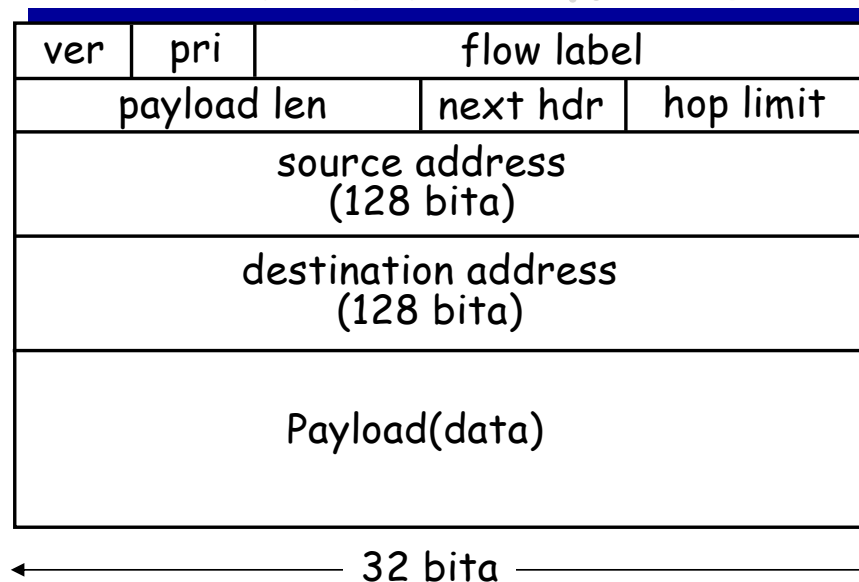 ver pri flow label
payload len next hdr hop limit
source address
(128 bita)
destination address
(128 bita)
Payload(data)
32 bita